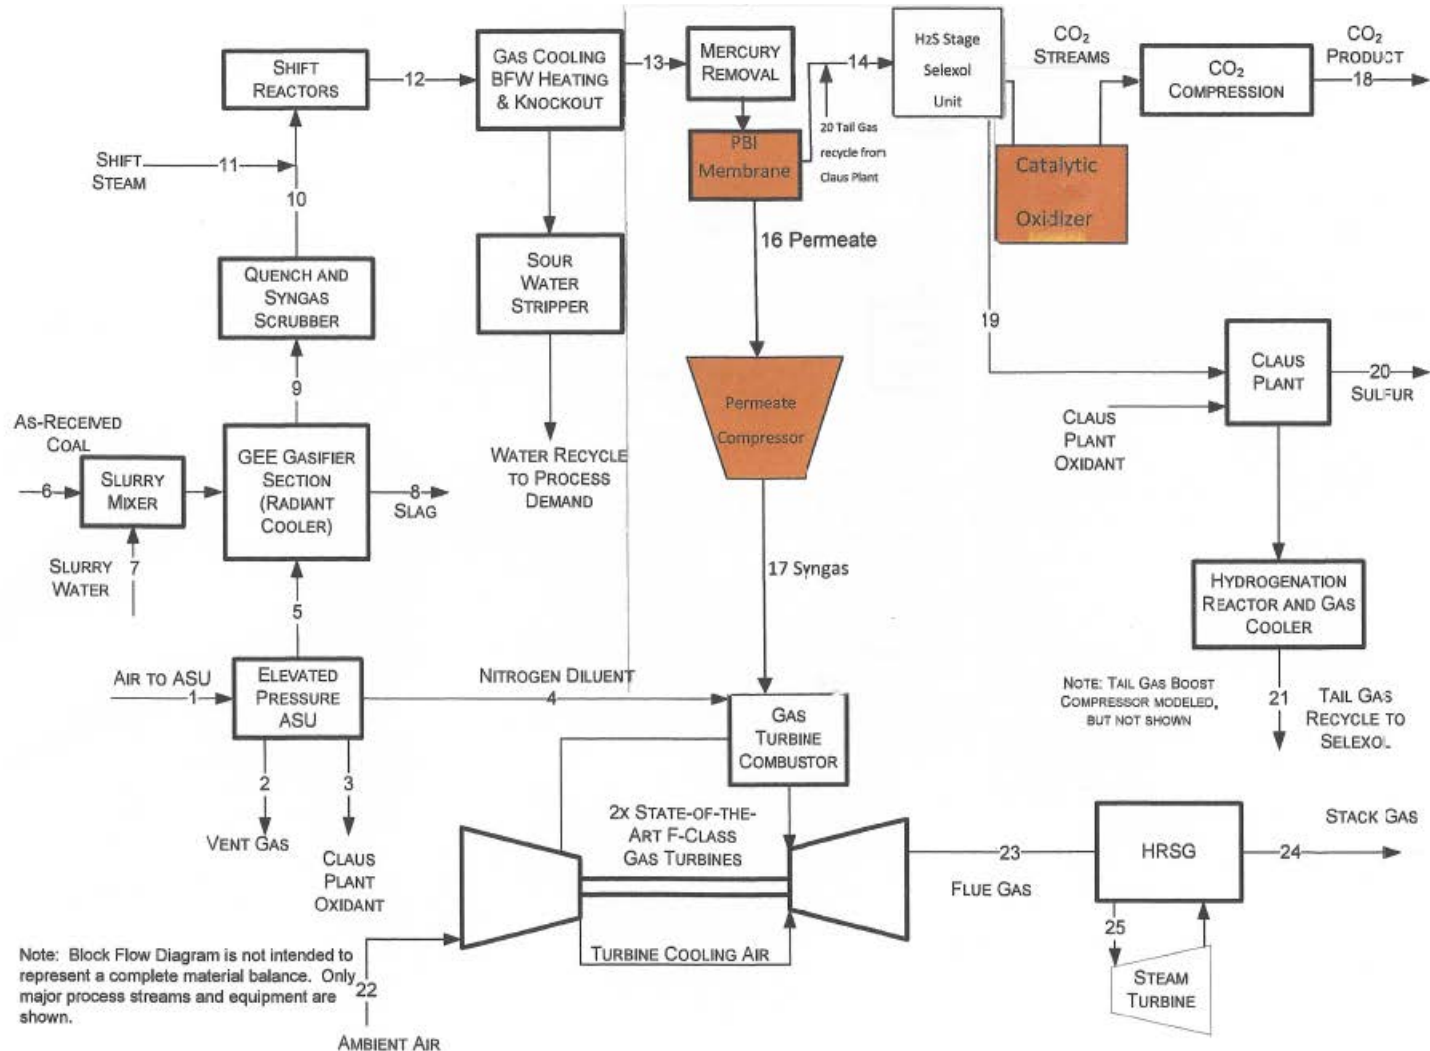 SHIFT
REACTORS
12
GAS COOLING
BFW HEATING
& KNOCKOUT
13
MERCURY
REMOVAL
14
H2S Stage
Selexol
Unit
CO2
STREAMS
CO2
COMPRESSION
CO2
PRODUCT
18
SHIFT
STEAM
11
10
PBI
Membrane
20 Tail Gas
recycle from
Claus Plant
Catalytic
Oxidizer
QUENCH AND
SYNGAS
SCRUBBER
SOUR
WATER
STRIPPER
16 Permeate
19
CLAUS
PLANT
20
SULFUR
9
Permeate
Compressor
CLAUS
PLANT
OXIDANT
AS-RECEIVED
COAL
6
SLURRY
MIXER
GEE GASIFIER
SECTION
(RADIANT
COOLER)
8
SLAG
WATER RECYCLE
TO PROCESS
DEMAND
SLURRY
WATER
7
5
17 Syngas
HYDROGENATION
REACTOR AND GAS
COOLER
AIR TO ASU
1
ELEVATED
PRESSURE
ASU
NITROGEN DILUENT
4
GAS
TURBINE
COMBUSTOR
NOTE: TAIL GAS BOOST
COMPRESSOR MODELED,
BUT NOT SHOWN
21
TAIL GAS
RECYCLE TO
SELEXOL
2
3
VENT GAS
CLAUS
PLANT
OXIDANT
2X STATE-OF-THE-
ART F-CLASS
GAS TURBINES
23
FLUE GAS
HRSG
STACK GAS
24
25
STEAM
TURBINE
TURBINE COOLING AIR
Note: Block Flow Diagram is not intended to
represent a complete material balance. Only
major process streams and equipment are
shown.
22
AMBIENT AIR